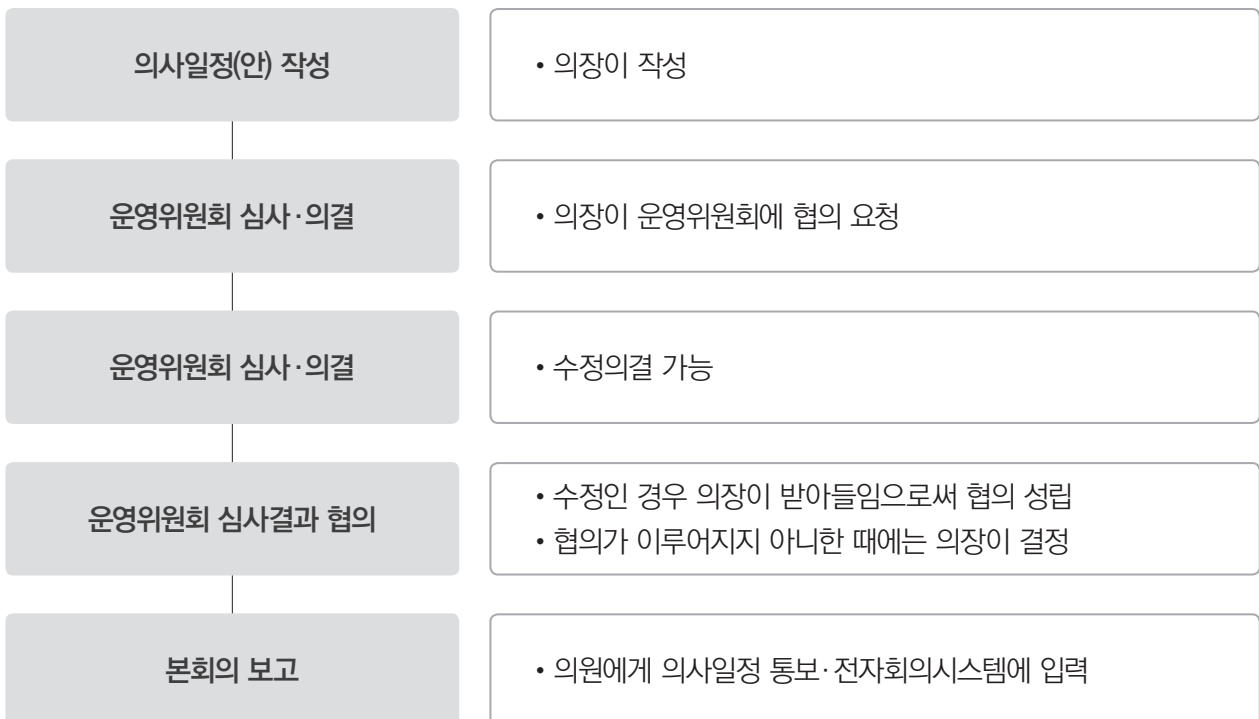 의사일정(안) 작성
• 의장이 작성
운영위원회 심사·의결
• 의장이 운영위원회에 협의 요청
운영위원회 심사·의결
• 수정의결 가능
운영위원회 심사결과 협의
• 수정인 경우 의장이 받아들임으로써 협의 성립
• 협의가 이루어지지 아니한 때에는 의장이 결정
본회의 보고
• 의원에게 의사일정 통보·전자회의시스템에 입력